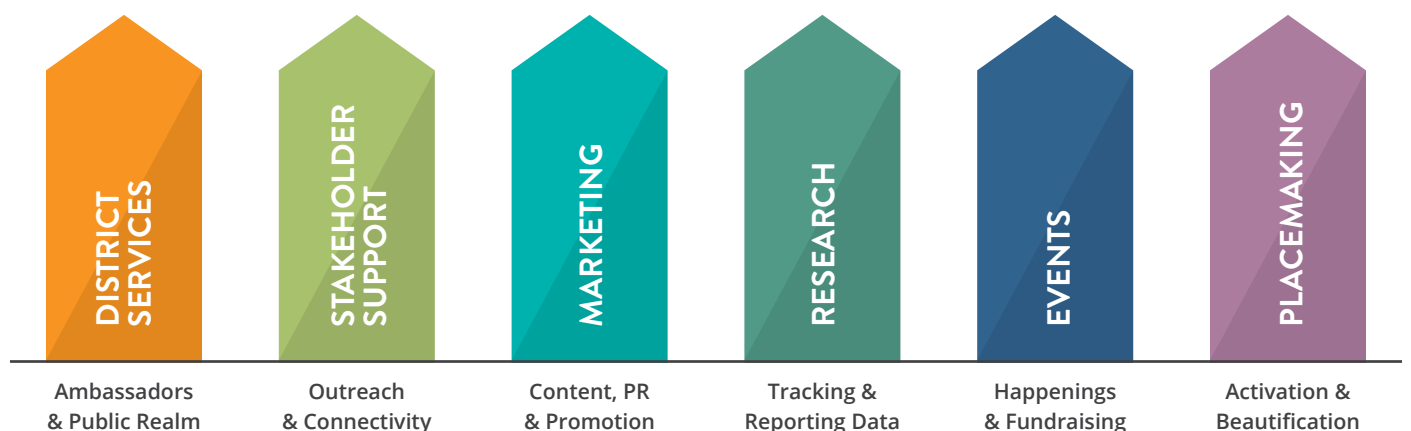 DISTRICT
SERVICES
STAKEHOLDER
SUPPORT
MARKETING
RESEARCH
EVENTS
PLACEMAKING
Ambassadors
& Public Realm
Outreach
& Connectivity
Content, PR
& Promotion
Tracking &
Reporting Data
Happenings
& Fundraising
Activation &
Beautification